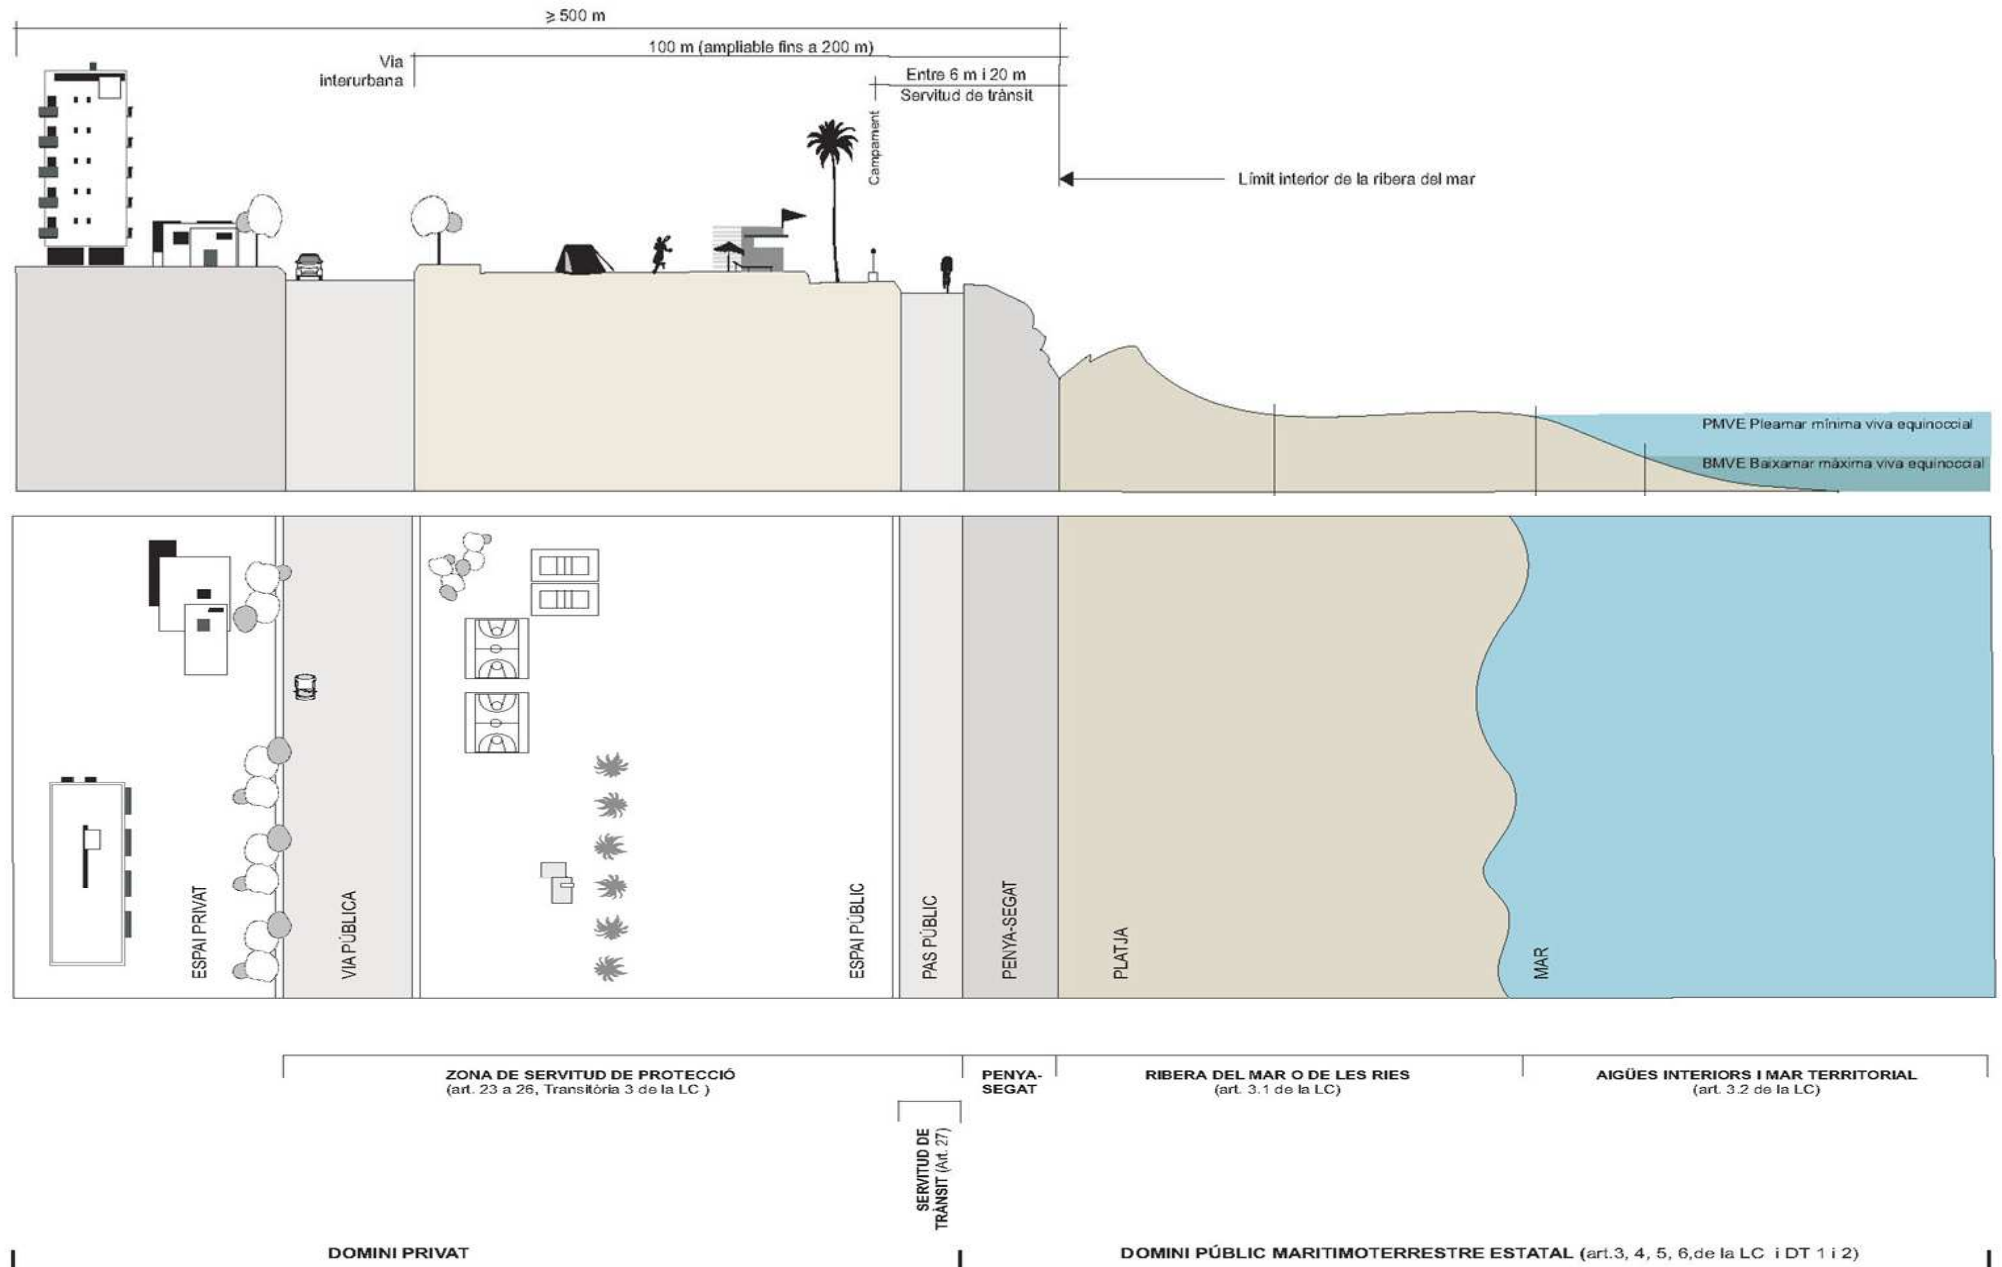 ≥ 500 m
100 m (ampliable fins a 200 m)
Via
interurbana
Entre 6 m i 20 m
Servitud de trànsit
Campament
Límit interior de la ribera del mar
PMVE Pleamar mínima viva equinoccial
BMVE Baixamar màxima viva equinoccial
ESPAI PRIVAT
VIA PÚBLICA
ESPAI PÚBLIC
PAS PÚBLIC
PENYA-SEGAT
PLATJA
MAR
ZONA DE SERVITUD DE PROTECCIÓ
(art. 23 a 26, Transitòria 3 de la LC )
PENYA-
SEGAT
RIBERA DEL MAR O DE LES RIES
(art. 3.1 de la LC)
AIGÜES INTERIORS I MAR TERRITORIAL
(art. 3.2 de la LC)
SERVITUD DE
TRÀNSIT (Art. 27)
DOMINI PRIVAT
DOMINI PÚBLIC MARITIMOTERRESTRE ESTATAL (art.3, 4, 5, 6,de la LC i DT 1 i 2)